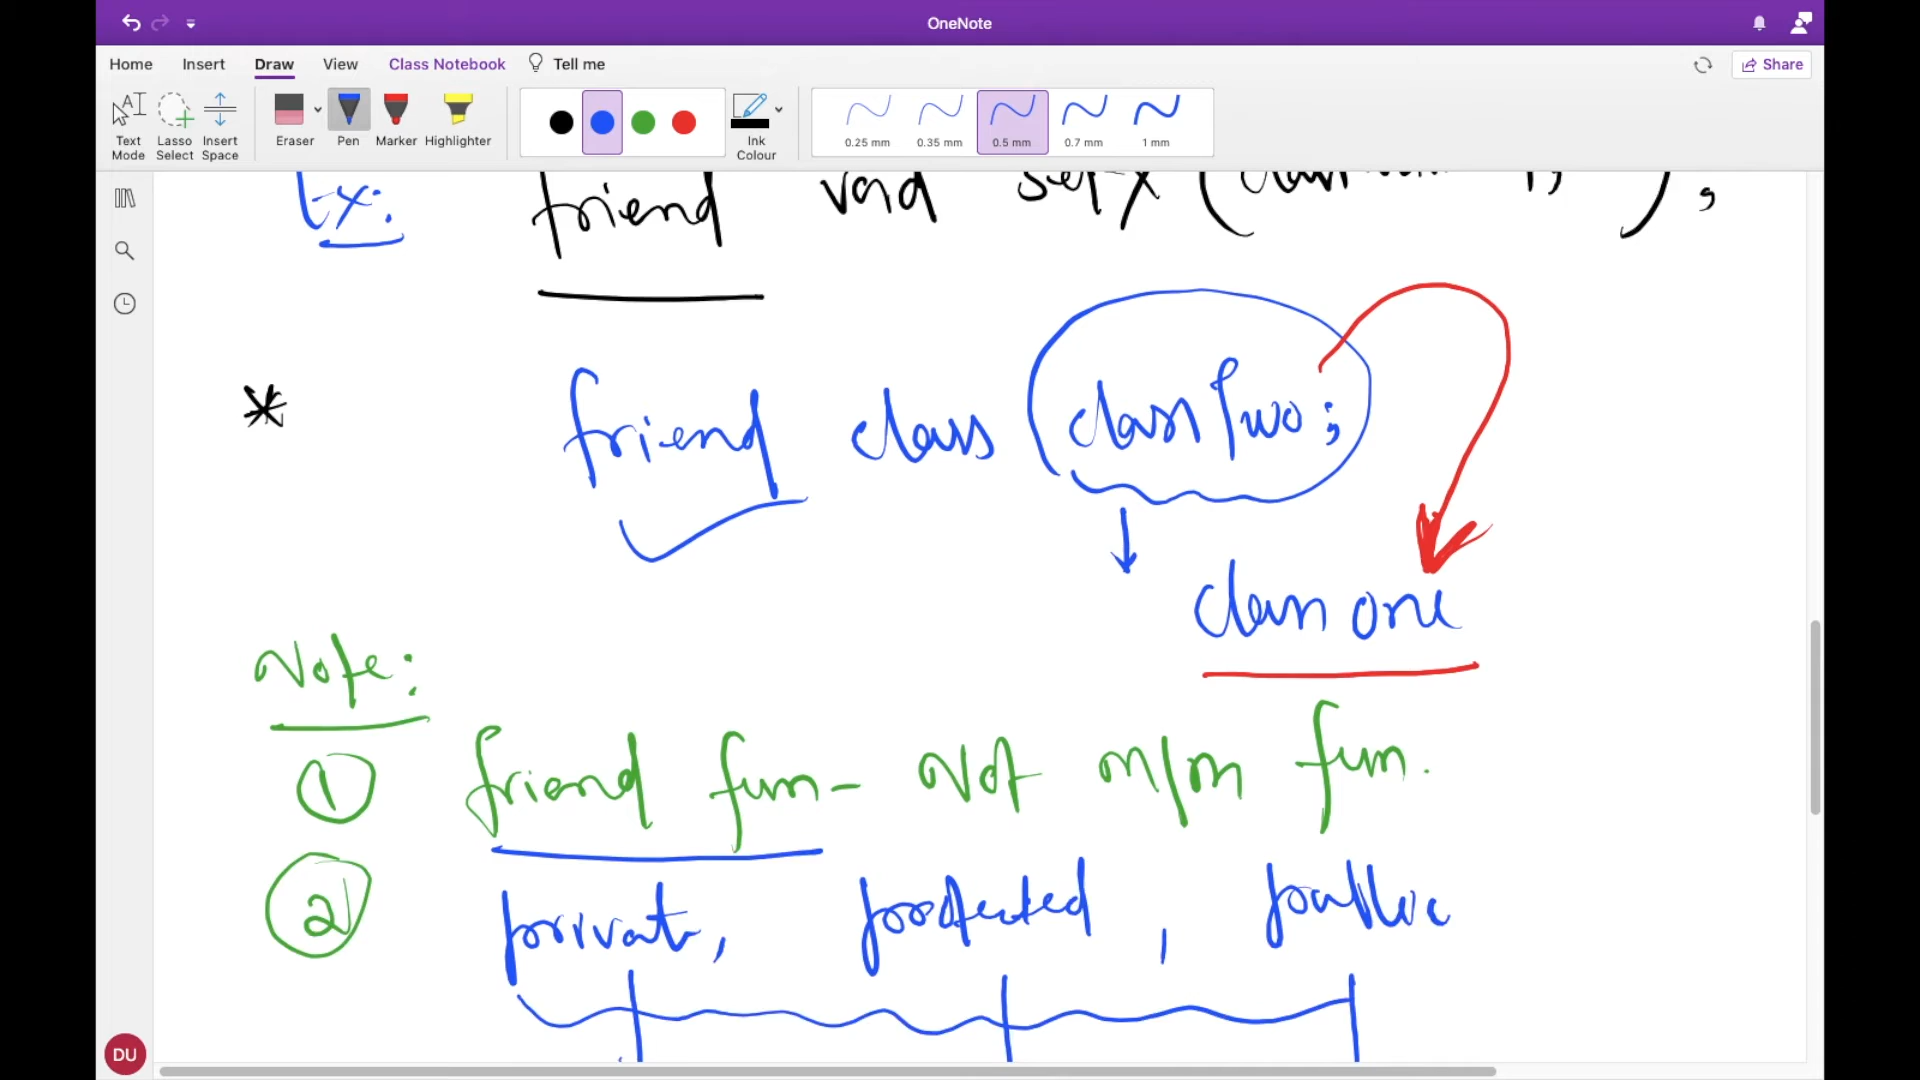 OneNote
Home Insert Draw View Class Notebook Tell me Share
Text Mode Lasso Select Insert Space Eraser Pen Marker Highlighter Ink Colour 0.25 mm 0.35 mm 0.5 mm 0.7 mm 1 mm
Ex: friend void setX (
) ;
* friend class classTwo;
class one
Note:
① friend fun- Not m/m fun.
② private, protected, public
DU